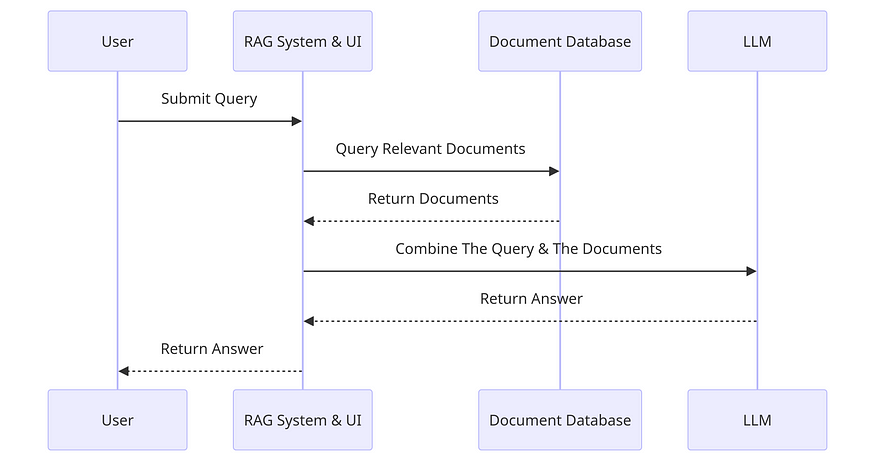 User
RAG System & UI
Document Database
LLM
Submit Query
Query Relevant Documents
Return Documents
Combine The Query & The Documents
Return Answer
Return Answer
User
RAG System & UI
Document Database
LLM